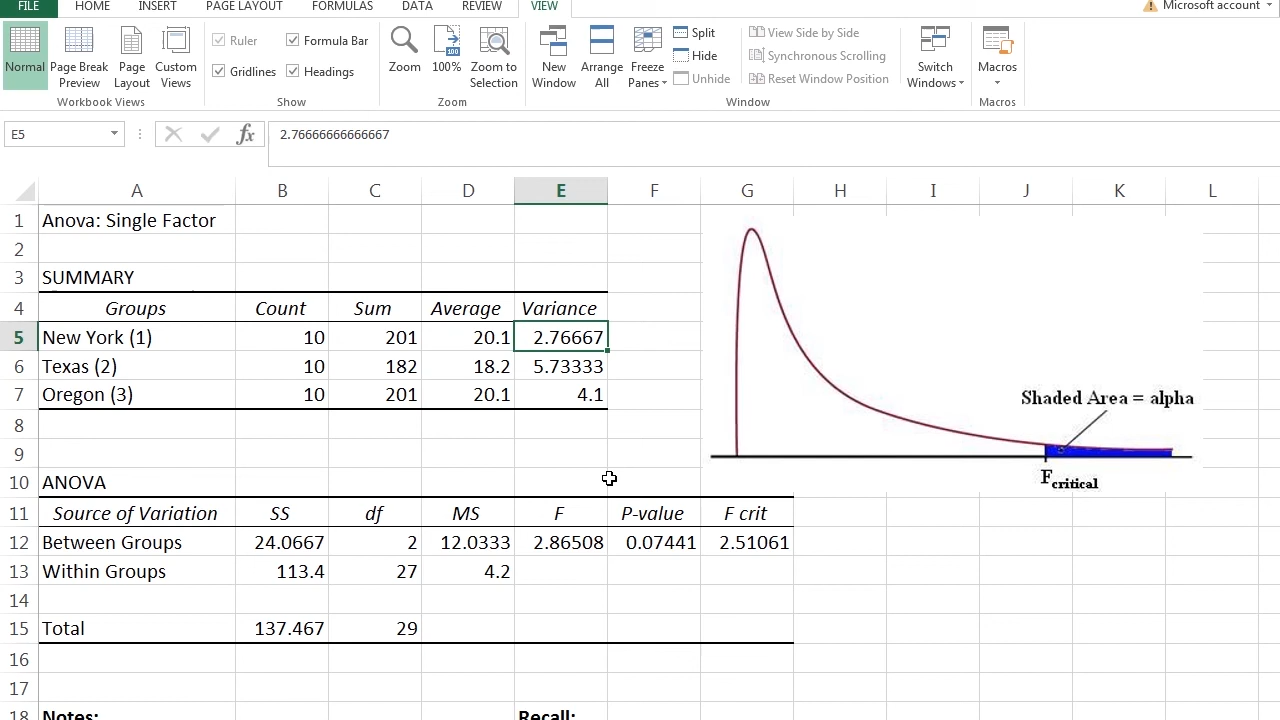 FILE HOME INSERT PAGE LAYOUT FORMULAS DATA REVIEW VIEW Microsoft account
Normal
Page Break Preview
Page Layout
Custom Views
Workbook Views
Ruler
Formula Bar
Gridlines
Headings
Show
Zoom
100%
Zoom to Selection
Zoom
New Window
Arrange All
Freeze Panes
Split
Hide
Unhide
View Side by Side
Synchronous Scrolling
Reset Window Position
Window
Switch Windows
Macros
Macros
E5 fx 2.76666666666667
A B C D E F G H I J K L
1 Anova: Single Factor
2
3 SUMMARY
4 Groups Count Sum Average Variance
5 New York (1) 10 201 20.1 2.76667
6 Texas (2) 10 182 18.2 5.73333
7 Oregon (3) 10 201 20.1 4.1
Shaded Area = alpha
Fcritical
8
9
10 ANOVA
11 Source of Variation SS df MS F P-value F crit
12 Between Groups 24.0667 2 12.0333 2.86508 0.07441 2.51061
13 Within Groups 113.4 27 4.2
14
15 Total 137.467 29
16
17
18 Notes: Recall: